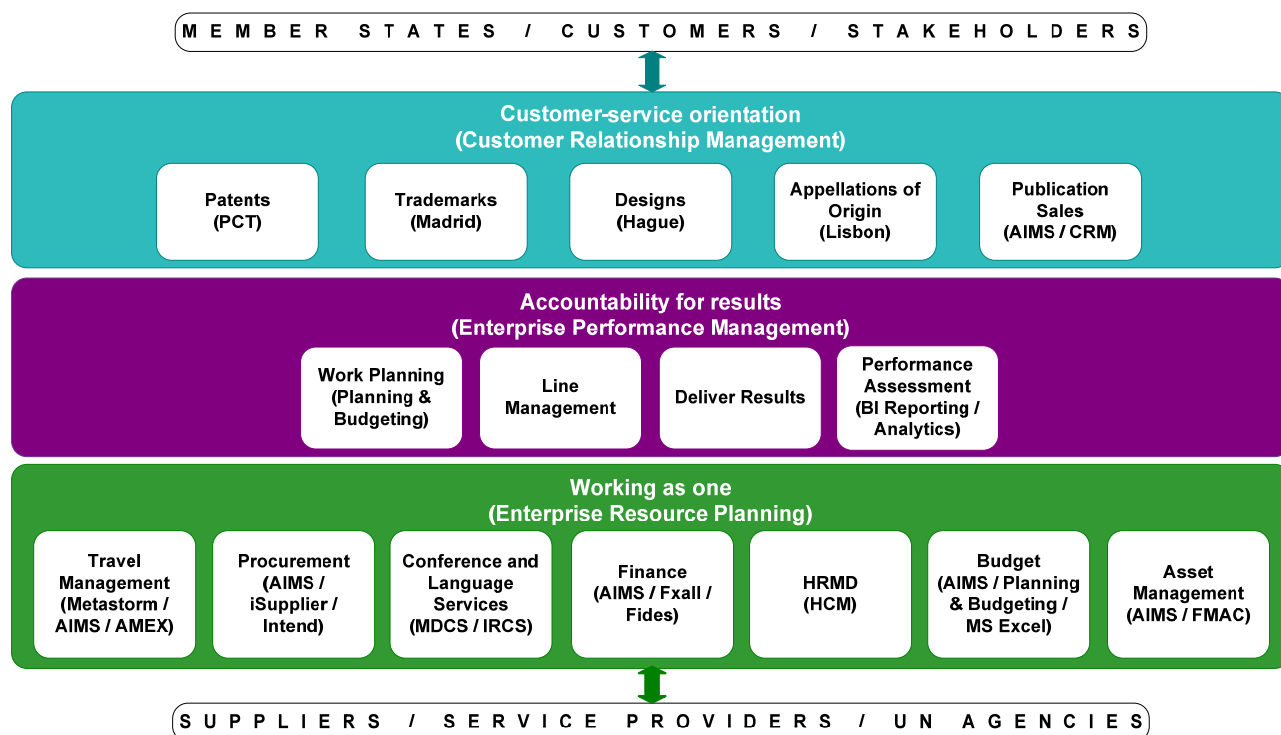 MEMBER STATES / CUSTOMERS / STAKEHOLDERS
Customer-service orientation
(Customer Relationship Management)
Patents
(PCT)
Trademarks
(Madrid)
Designs
(Hague)
Appellations of
Origin
(Lisbon)
Publication
Sales
(AIMS / CRM)
Accountability for results
(Enterprise Performance Management)
Work Planning
(Planning &
Budgeting)
Line
Management
Deliver Results
Performance
Assessment
(BI Reporting /
Analytics)
Working as one
(Enterprise Resource Planning)
Travel
Management
(Metastorm /
AIMS / AMEX)
Procurement
(AIMS /
iSupplier /
Intend)
Conference and
Language
Services
(MDCS / IRCS)
Finance
(AIMS / Fxall /
Fides)
HRMD
(HCM)
Budget
(AIMS / Planning
& Budgeting /
MS Excel)
Asset
Management
(AIMS / FMAC)
SUPPLIERS / SERVICE PROVIDERS / UN AGENCIES